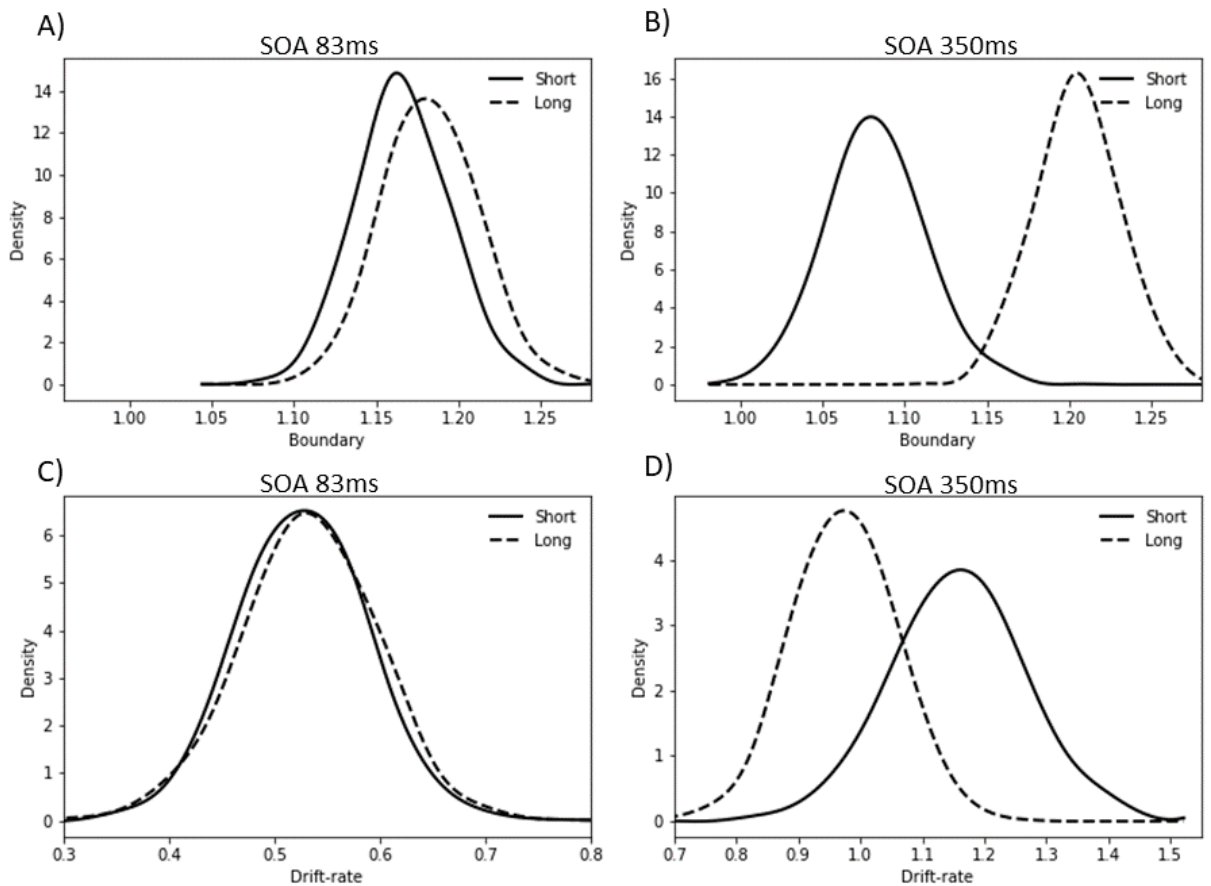 A)
SOA 83ms
Short
Long
14
12
10
8
6
4
2
0
Density
1.00 1.05 1.10 1.15 1.20 1.25
Boundary
B)
SOA 350ms
Short
Long
16
14
12
10
8
6
4
2
0
Density
1.00 1.05 1.10 1.15 1.20 1.25
Boundary
C)
SOA 83ms
Short
Long
6
5
4
3
2
1
0
Density
0.3 0.4 0.5 0.6 0.7 0.8
Drift-rate
D)
SOA 350ms
Short
Long
4
3
2
1
0
Density
0.7 0.8 0.9 1.0 1.1 1.2 1.3 1.4 1.5
Drift-rate